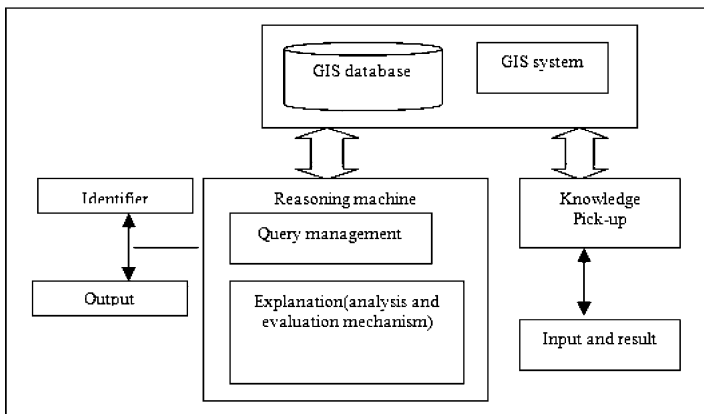 GIS database
GIS system
Identifier
Output
Reasoning machine
Query management
Explanation(analysis and
evaluation mechanism)
Knowledge
Pick-up
Input and result